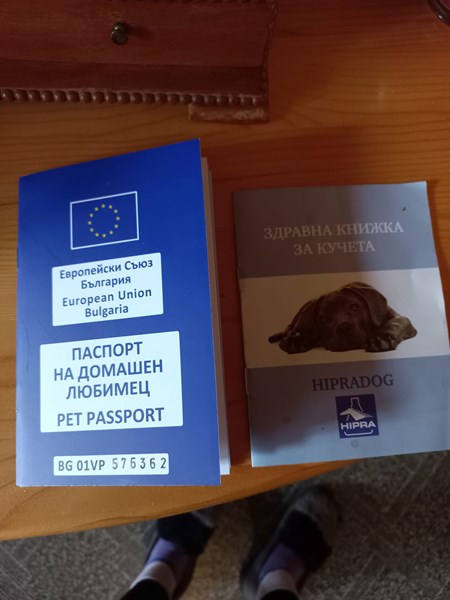 Европейски Съюз
България
European Union
Bulgaria
ПАСПОРТ
НА ДОМАШЕН
ЛЮБИМЕЦ
PET PASSPORT
BG 01VP 576362
ЗДРАВНА КНИЖКА
ЗА КУЧЕТА
HIPRADOG
HIPRA